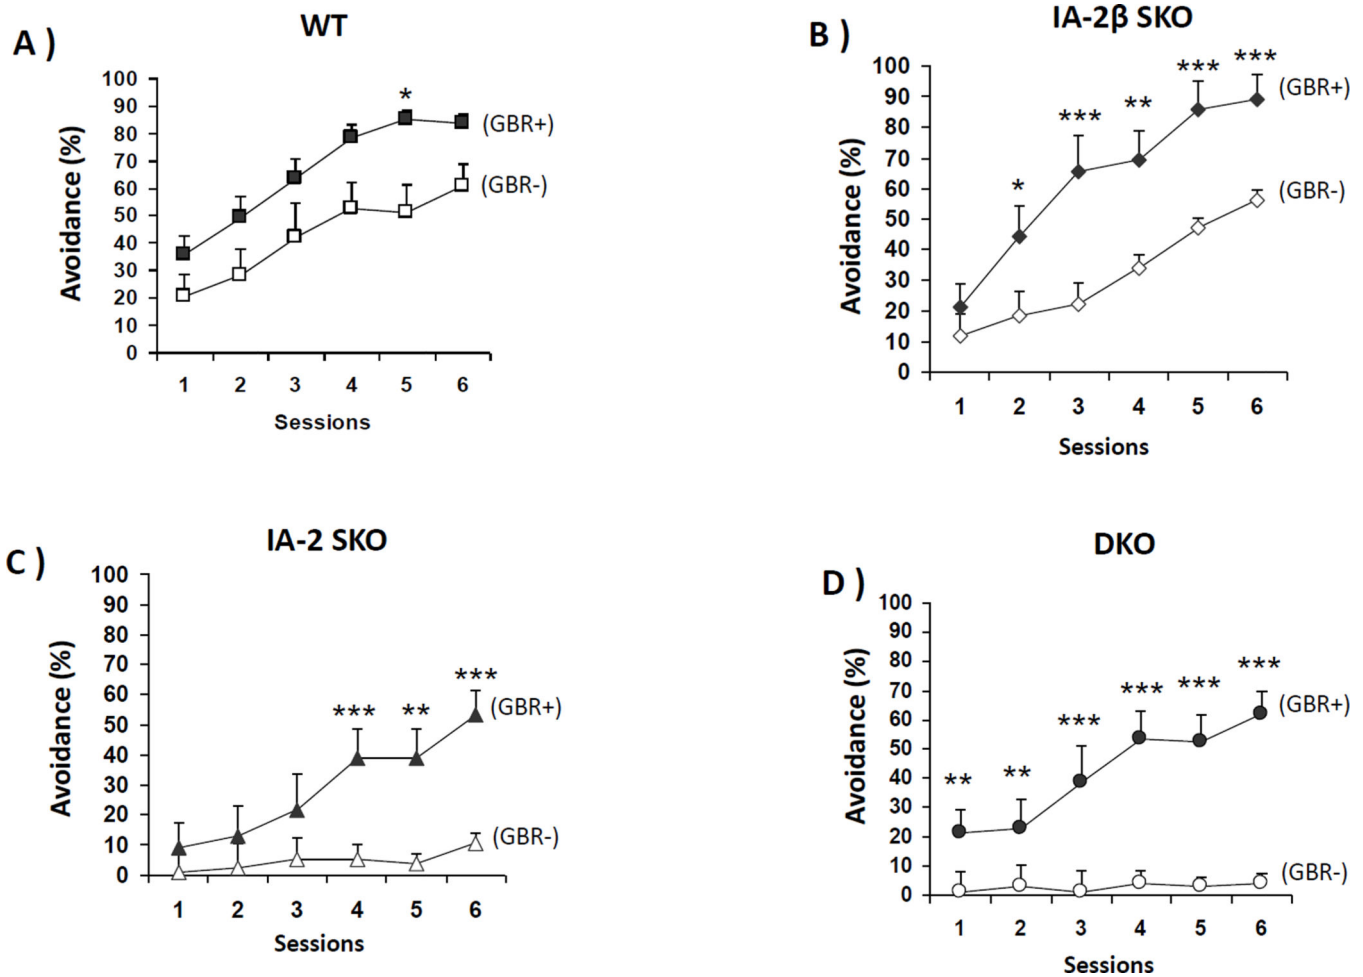 A )
WT
100
90
80
70
60
50
40
30
20
10
0
Avoidance (%)
*
(GBR+)
(GBR-)
1 2 3 4 5 6
Sessions
B )
IA-2β SKO
100
90
80
70
60
50
40
30
20
10
0
Avoidance (%)
* *** ** *** ***
(GBR+)
(GBR-)
1 2 3 4 5 6
Sessions
C )
IA-2 SKO
100
90
80
70
60
50
40
30
20
10
0
Avoidance (%)
*** ** ***
(GBR+)
(GBR-)
1 2 3 4 5 6
Sessions
D )
DKO
100
90
80
70
60
50
40
30
20
10
0
Avoidance (%)
** ** *** *** *** ***
(GBR+)
(GBR-)
1 2 3 4 5 6
Sessions